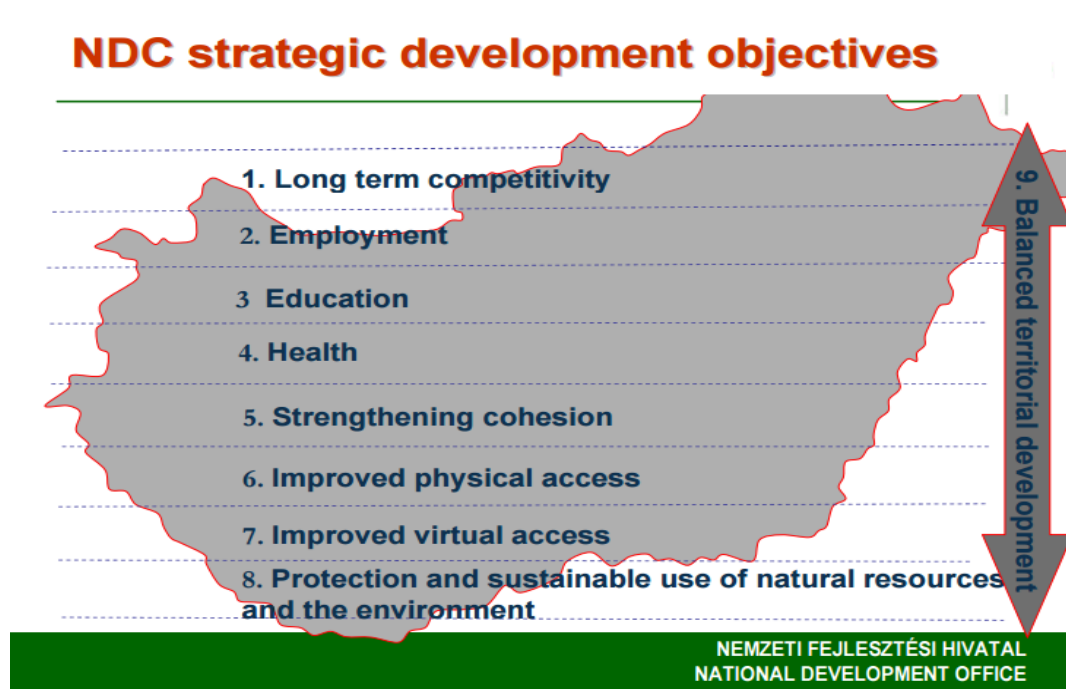 NDC strategic development objectives
1. Long term competitivity
2. Employment
3 Education
4. Health
5. Strengthening cohesion
6. Improved physical access
7. Improved virtual access
8. Protection and sustainable use of natural resources
and the environment
9. Balanced territorial development
NEMZETI FEJLESZTÉSI HIVATAL
NATIONAL DEVELOPMENT OFFICE